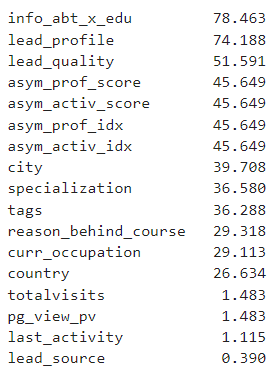 info_abt_x_edu 78.463
lead_profile 74.188
lead_quality 51.591
asym_prof_score 45.649
asym_activ_score 45.649
asym_prof_idx 45.649
asym_activ_idx 45.649
city 39.708
specialization 36.580
tags 36.288
reason_behind_course 29.318
curr_occupation 29.113
country 26.634
totalvisits 1.483
pg_view_pv 1.483
last_activity 1.115
lead_source 0.390